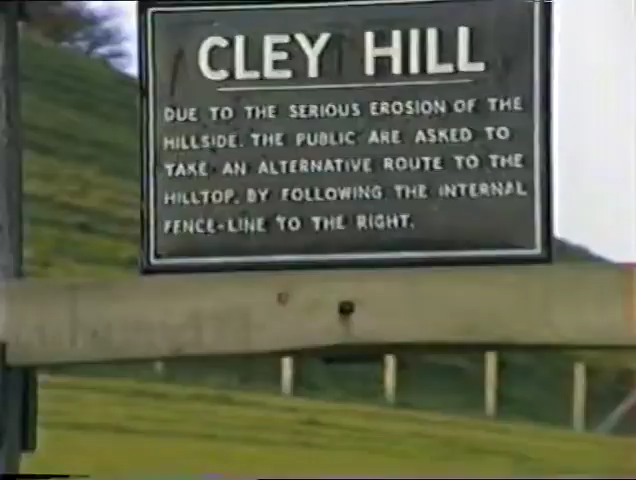 CLEY HILL
DUE TO THE SERIOUS EROSION OF THE
HILLSIDE. THE PUBLIC ARE ASKED TO
TAKE AN ALTERNATIVE ROUTE TO THE
HILLTOP. BY FOLLOWING THE INTERNAL
FENCE-LINE TO THE RIGHT.